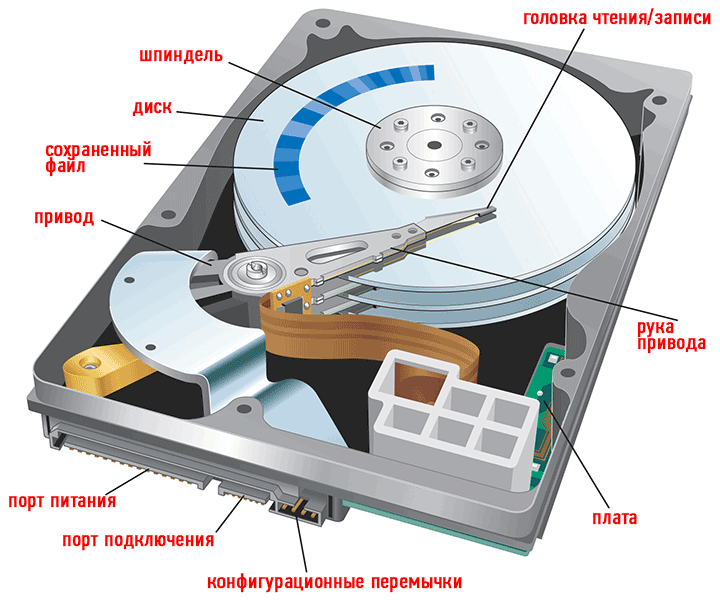 головка чтения/записи
шпиндель
диск
сохраненный
файл
привод
рука
привода
порт питания
плата
порт подключения
конфигурационные перемычки